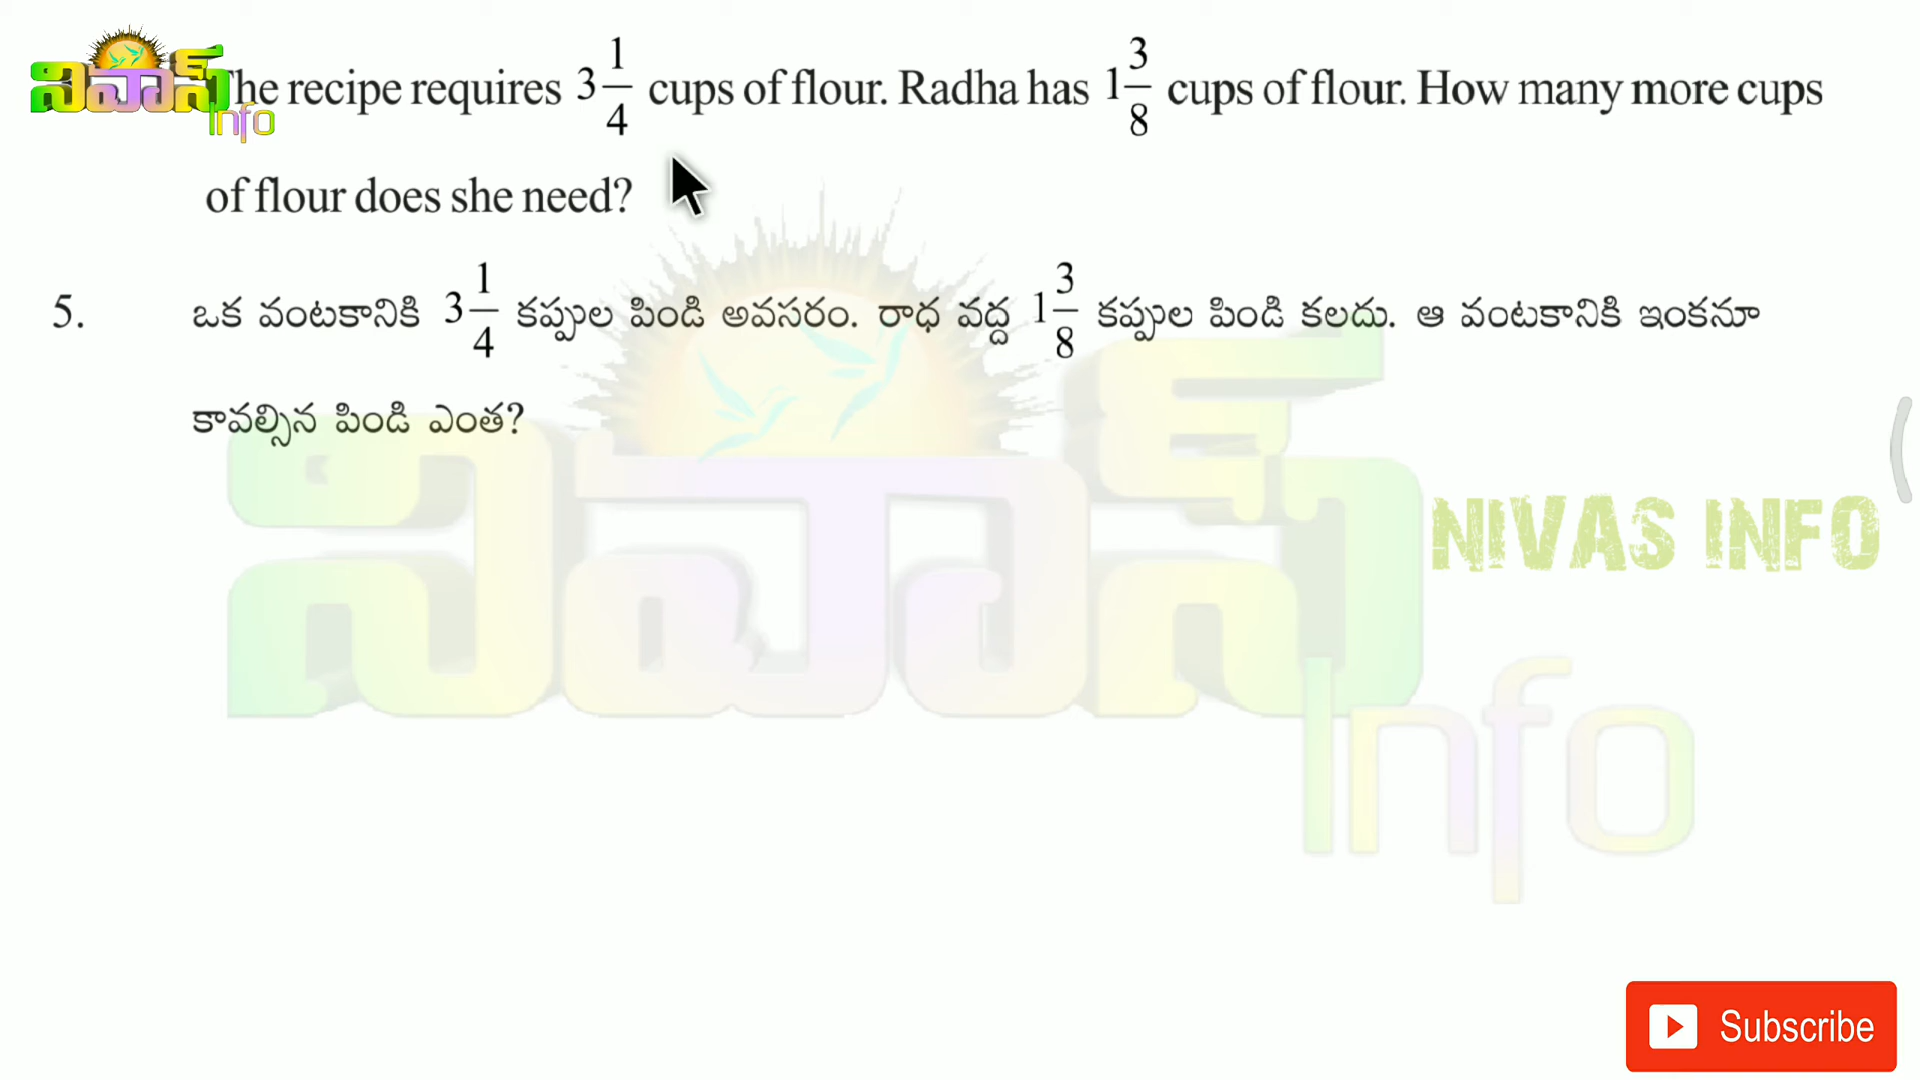 నివాస్
Info
The recipe requires 3 1/4 cups of flour. Radha has 1 3/8 cups of flour. How many more cups
of flour does she need?
5. ఒక వంటకానికి 3 1/4 కప్పుల పిండి అవసరం. రాధ వద్ద 1 3/8 కప్పుల పిండి కలదు. ఆ వంటకానికి ఇంకనూ
కావల్సిన పిండి ఎంత?
నివాస్
NIVAS INFO
Info
Subscribe